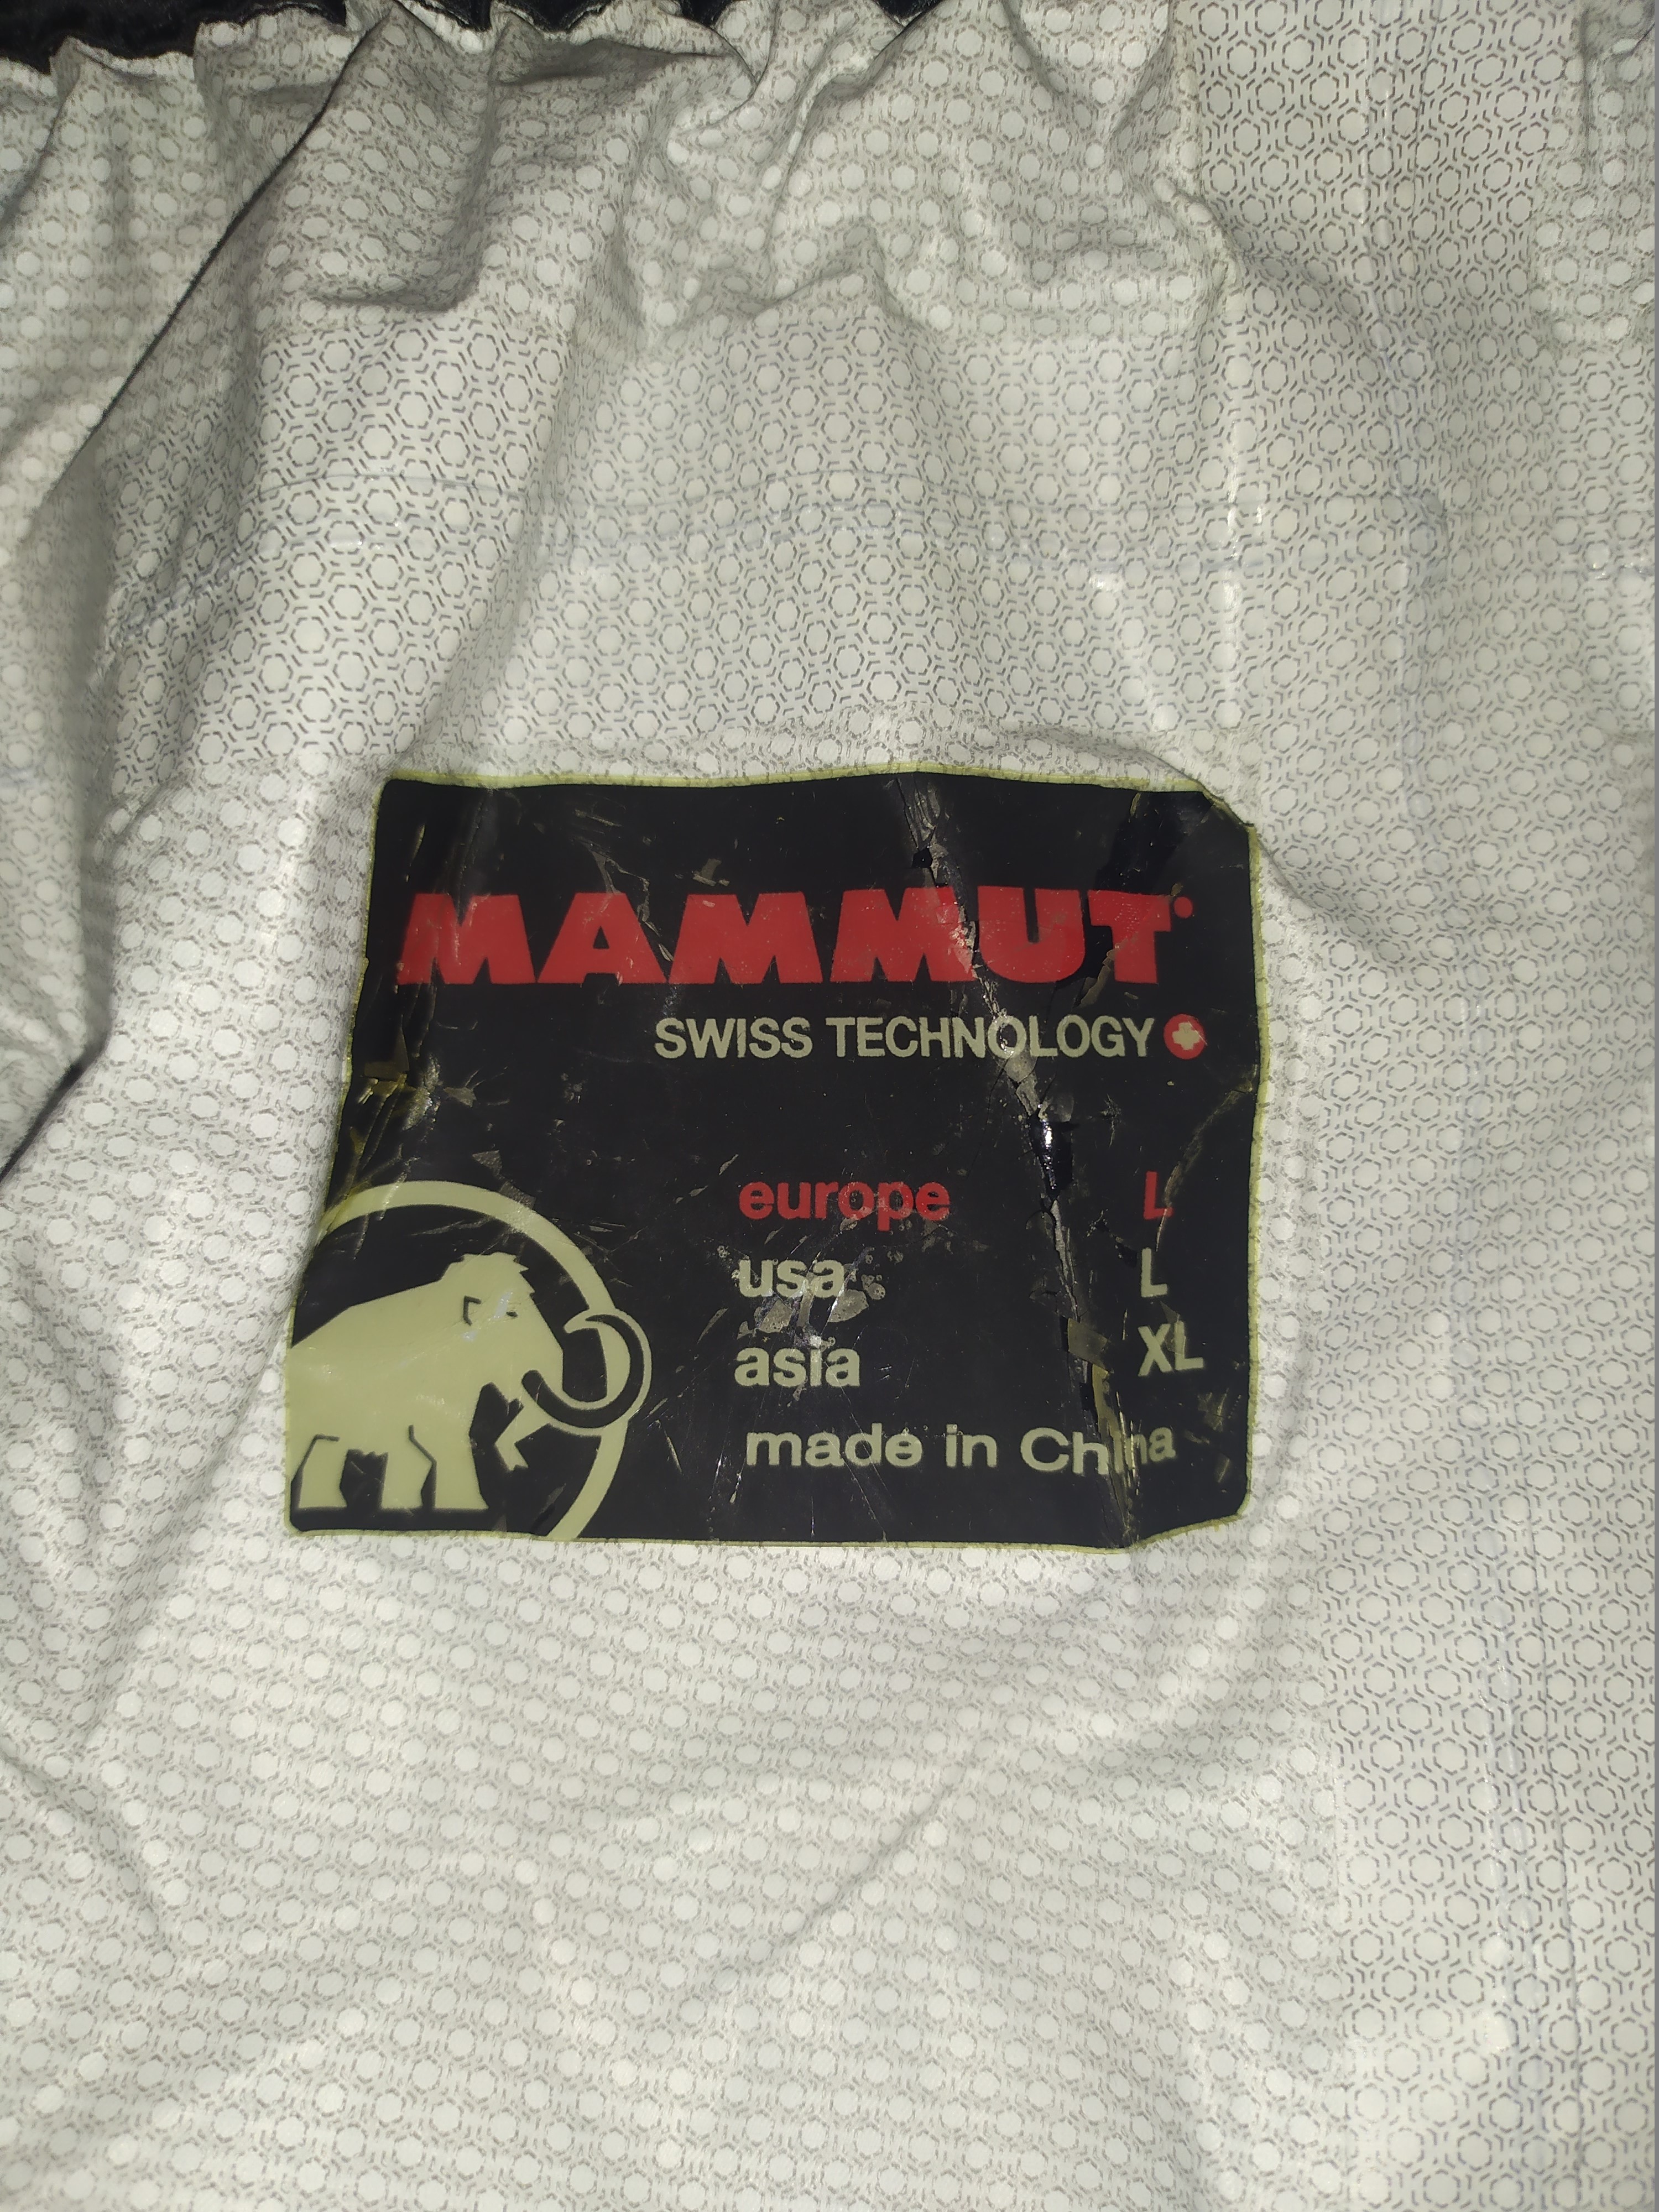 MAMMUT
SWISS TECHNOLOGY
europe L
usa L
asia XL
made in China